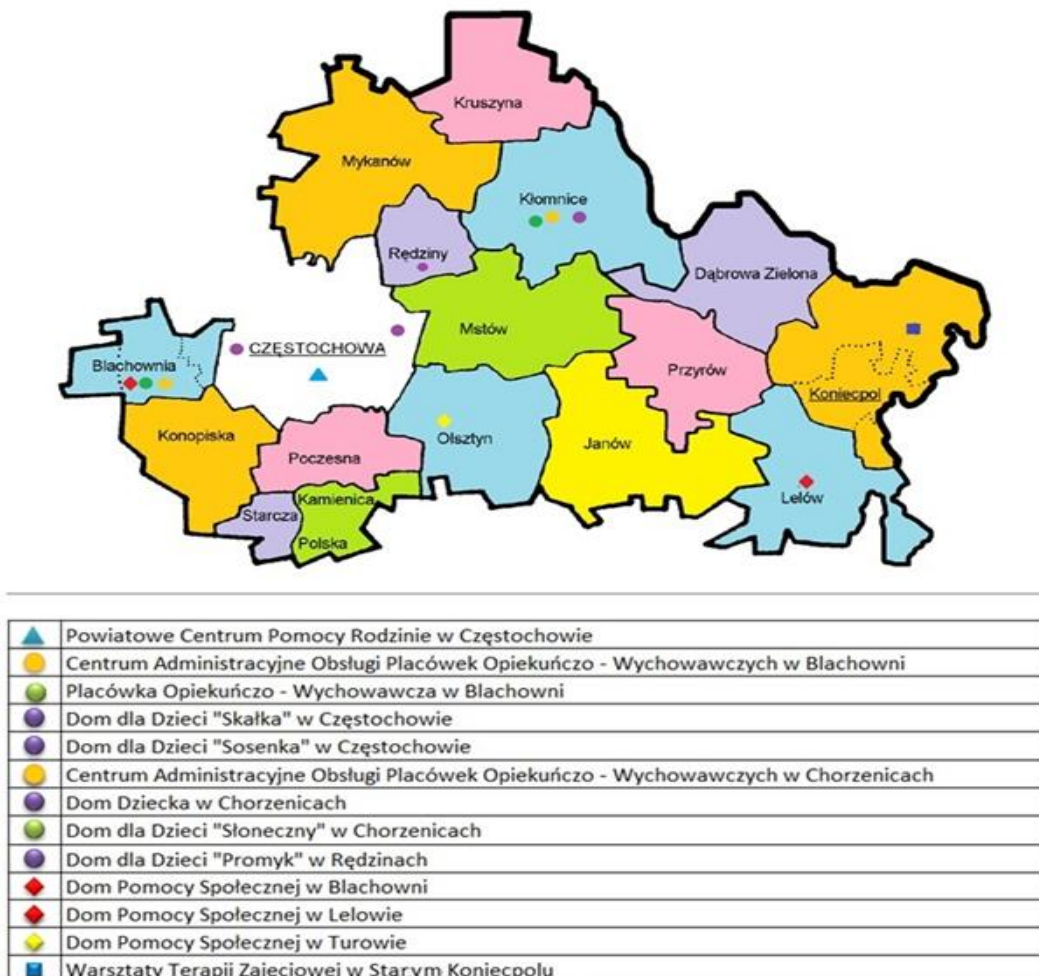 Kruszyna
Mykanów
Kłomnice
Rędziny
Dąbrowa Zielona
Mstów
CZĘSTOCHOWA
Blachownia
Przyrów
Koniecpol
Konopiska
Olsztyn
Janów
Poczesna
Lelów
Kamienica
Starcza
Polska
Powiatowe Centrum Pomocy Rodzinie w Częstochowie
Centrum Administracyjne Obsługi Placówek Opiekuńczo - Wychowawczych w Blachowni
Placówka Opiekuńczo - Wychowawcza w Blachowni
Dom dla Dzieci "Skałka" w Częstochowie
Dom dla Dzieci "Sosenka" w Częstochowie
Centrum Administracyjne Obsługi Placówek Opiekuńczo - Wychowawczych w Chorzenicach
Dom Dziecka w Chorzenicach
Dom dla Dzieci "Słoneczny" w Chorzenicach
Dom dla Dzieci "Promyk" w Rędzinach
Dom Pomocy Społecznej w Blachowni
Dom Pomocy Społecznej w Lelowie
Dom Pomocy Społecznej w Turowie
Warsztaty Terapii Zajęciowej w Starym Koniecpolu